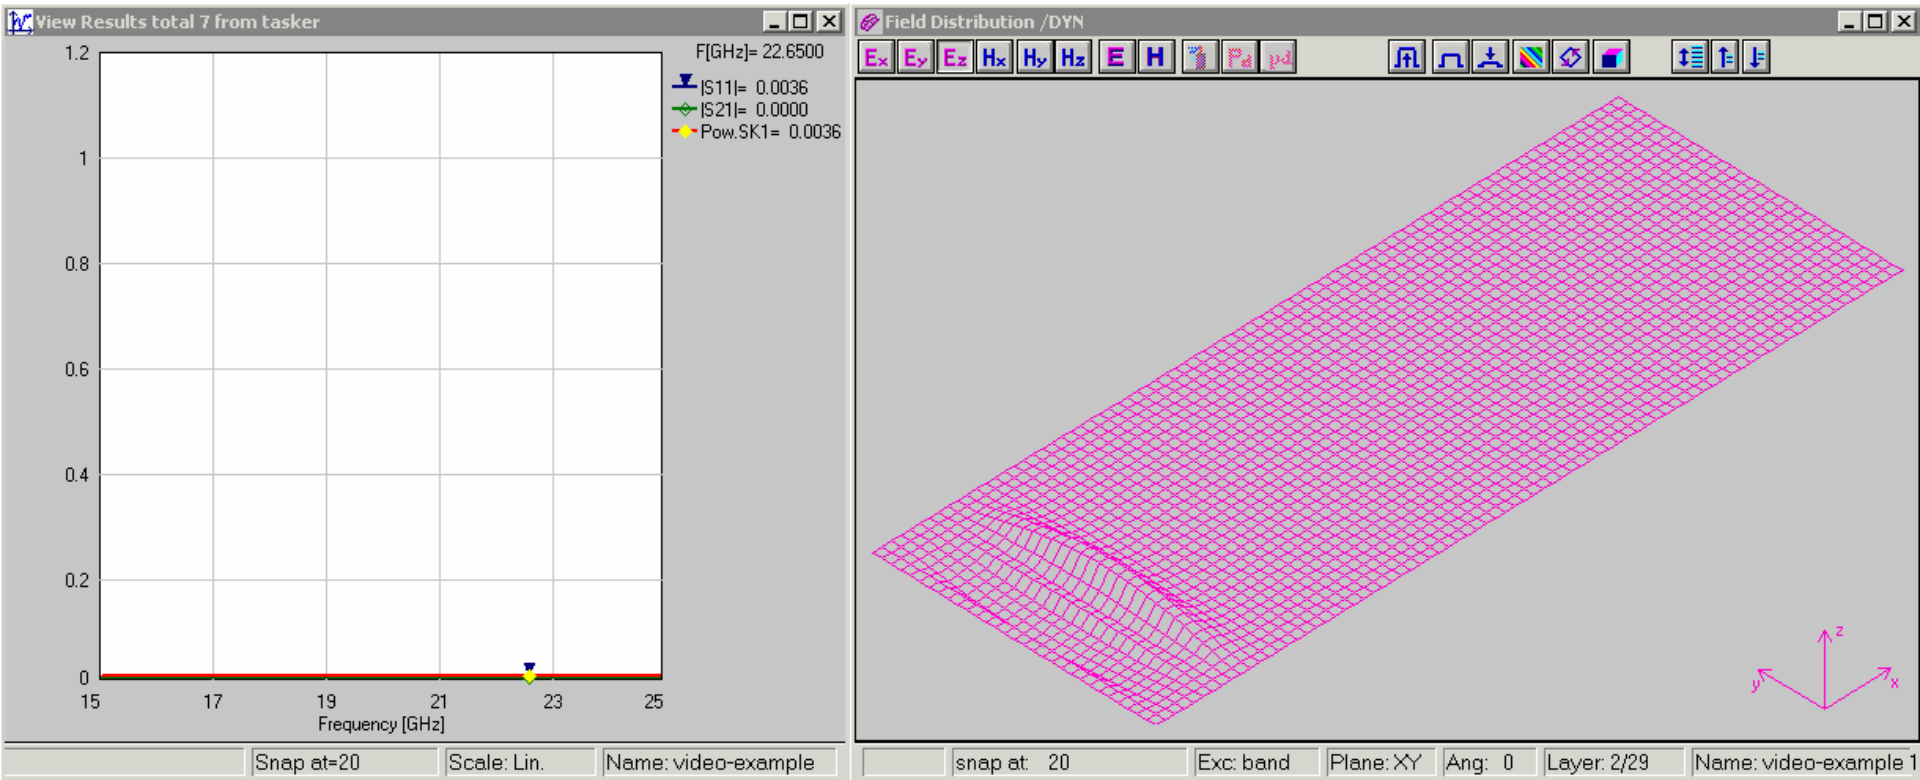 View Results total 7 from tasker
F[GHz]= 22.6500
|S11|= 0.0036
|S21|= 0.0000
Pow.SK1= 0.0036
1.2
1
0.8
0.6
0.4
0.2
0
15 17 19 21 23 25
Frequency [GHz]
Snap at=20 Scale: Lin. Name: video-example
Field Distribution /DYN
Ex Ey Ez Hx Hy Hz E H Pd pd
z
y
x
snap at: 20 Exc: band Plane: XY Ang: 0 Layer: 2/29 Name: video-example 1